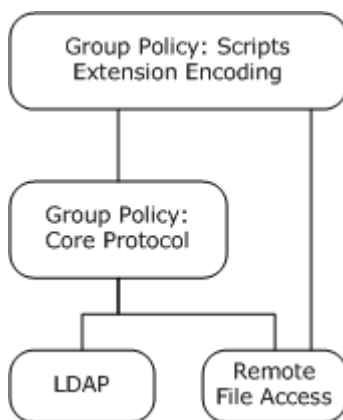 Group Policy: Scripts
Extension Encoding
Group Policy:
Core Protocol
LDAP
Remote
File Access